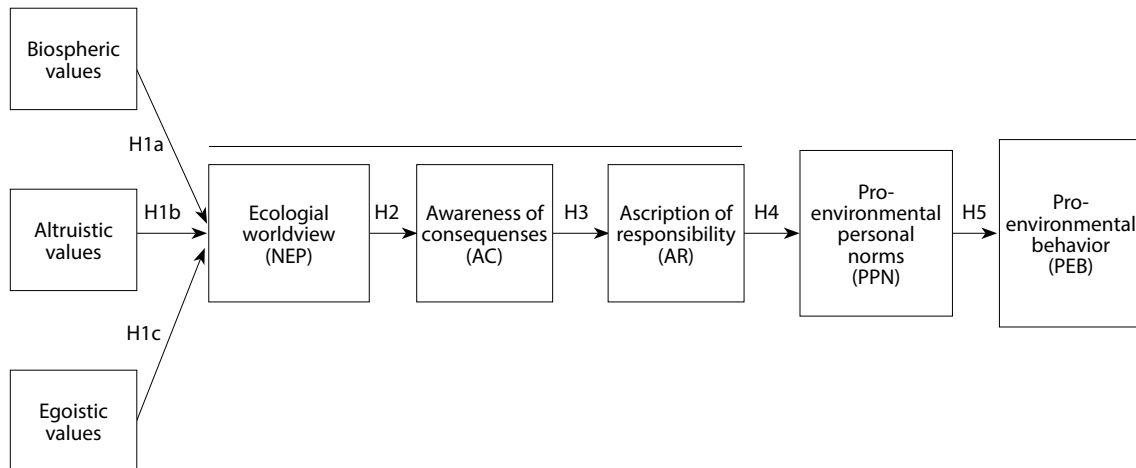 Biospheric
values
H1a
Altruistic
values
H1b
Egoistic
values
H1c
Ecologial
worldview
(NEP)
H2
Awareness of
consequenses
(AC)
H3
Ascription of
responsibility
(AR)
H4
Pro-
environmental
personal
norms
(PPN)
H5
Pro-
environmental
behavior
(PEB)